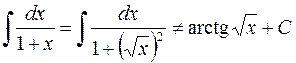 ∫ dx/(1+x) = ∫ dx/(1+(√x)²) ≠ arctg √x + C